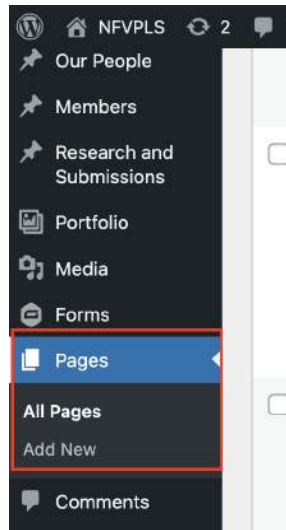 NFVPLS 2
Our People
Members
Research and
Submissions
Portfolio
Media
Forms
Pages
All Pages
Add New
Comments